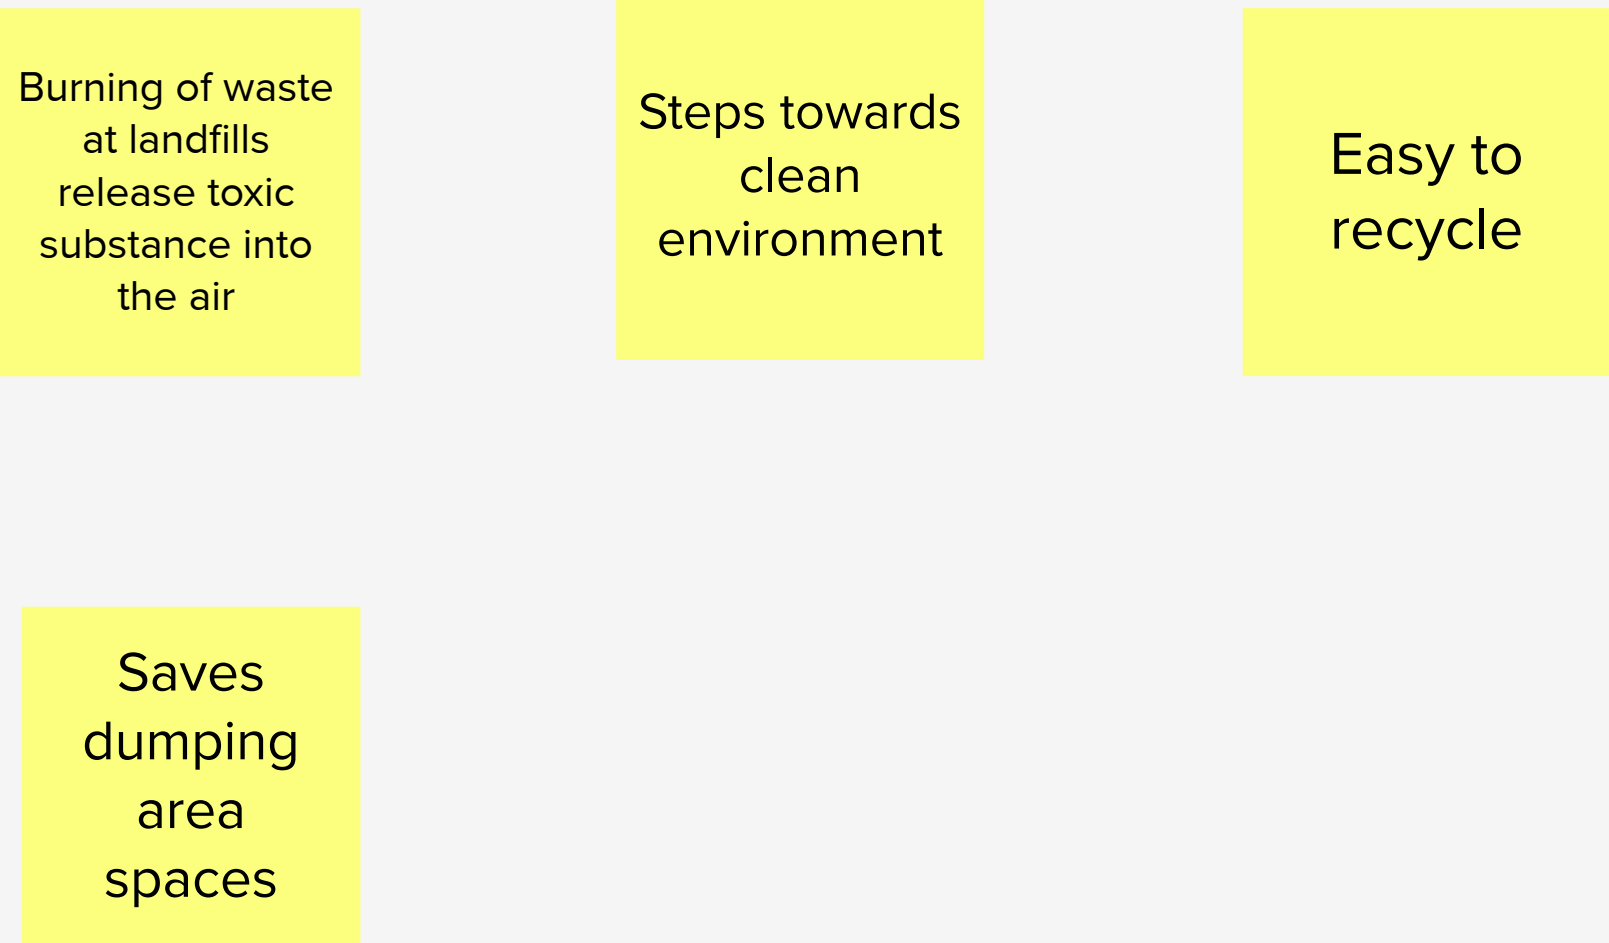 Burning of waste
at landfills
release toxic
substance into
the air
Steps towards
clean
environment
Easy to
recycle
Saves
dumping
area
spaces